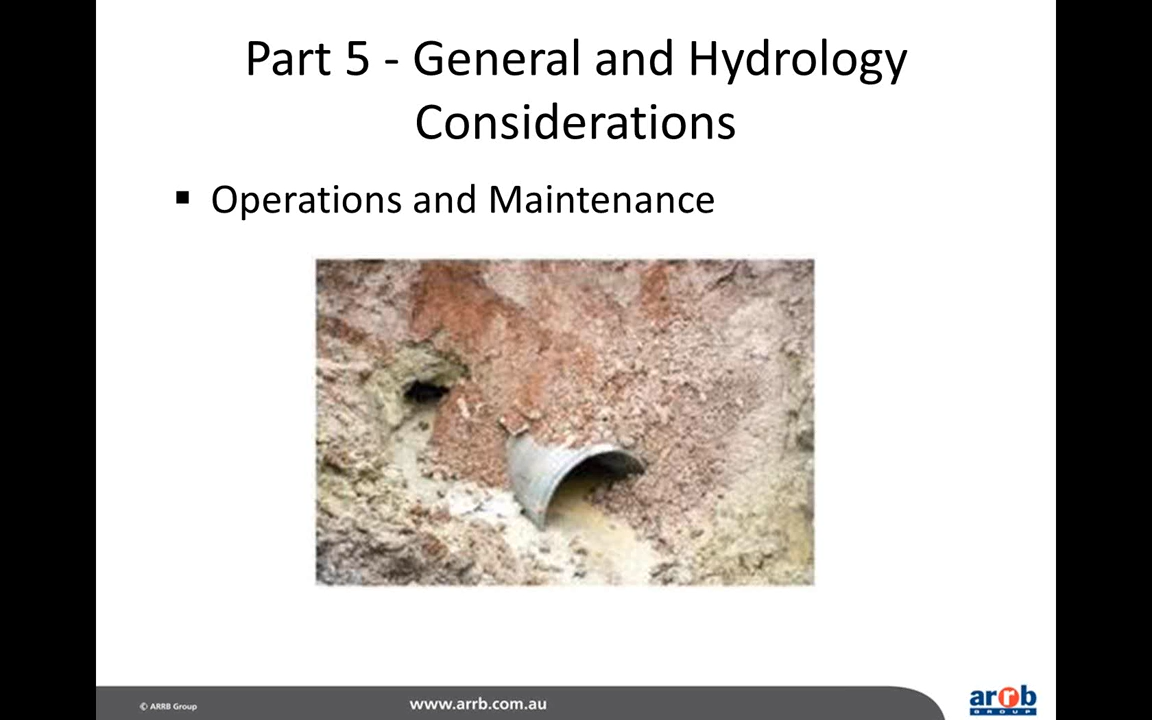 Part 5 - General and Hydrology
Considerations
▪ Operations and Maintenance
© ARRB Group
www.arrb.com.au
arrb
GROUP